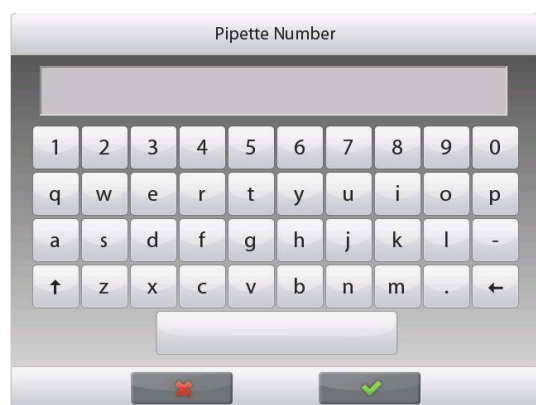 Pipette Number
1 2 3 4 5 6 7 8 9 0
q w e r t y u i o p
a s d f g h j k l -
↑ z x c v b n m . ←